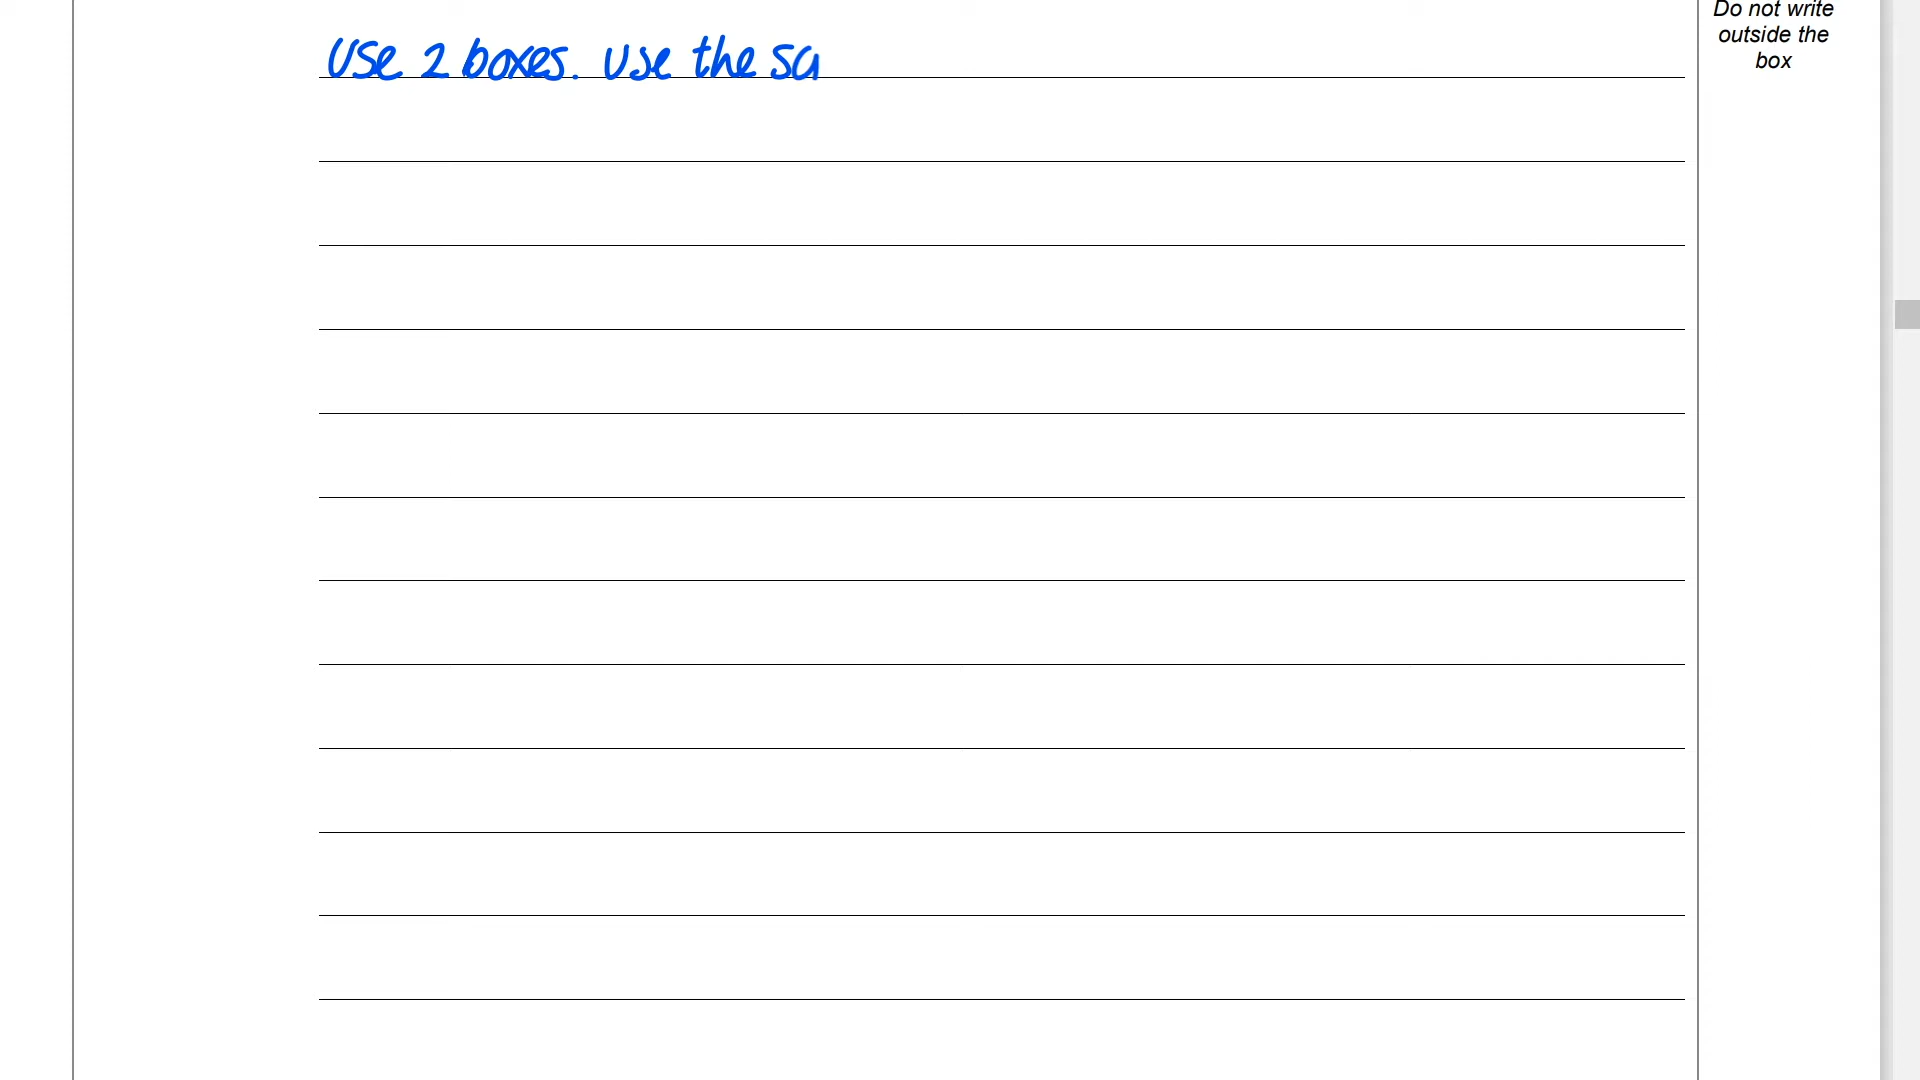 Do not write
outside the
box
Use 2 boxes. Use the sa